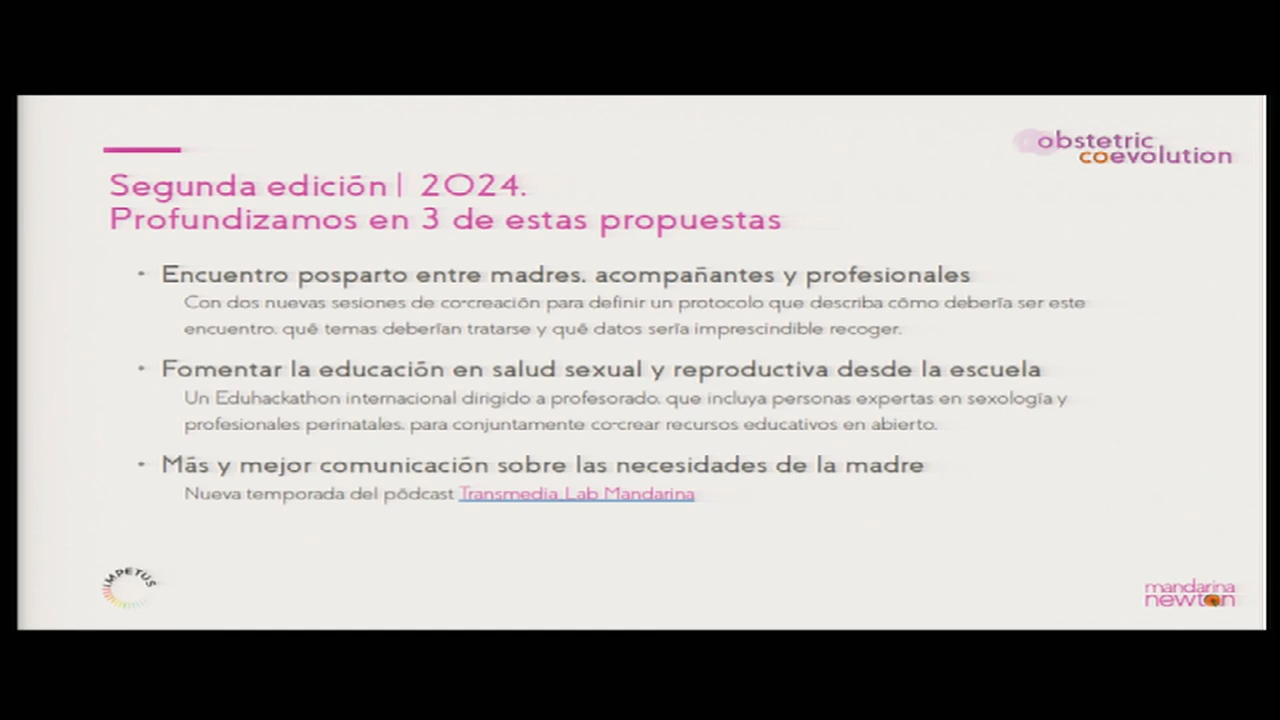 obstetric
coevolution
Segunda edición | 2024.
Profundizamos en 3 de estas propuestas
• Encuentro posparto entre madres, acompañantes y profesionales
Con dos nuevas sesiones de co-creación para definir un protocolo que describa cómo debería ser este
encuentro, qué temas deberían tratarse y qué datos sería imprescindible recoger.
• Fomentar la educación en salud sexual y reproductiva desde la escuela
Un Eduhackathon internacional dirigido a profesorado, que incluya personas expertas en sexología y
profesionales perinatales, para conjuntamente co-crear recursos educativos en abierto.
• Más y mejor comunicación sobre las necesidades de la madre
Nueva temporada del pódcast Transmedia Lab Mandarina
IMPETUS
mandarina
newton